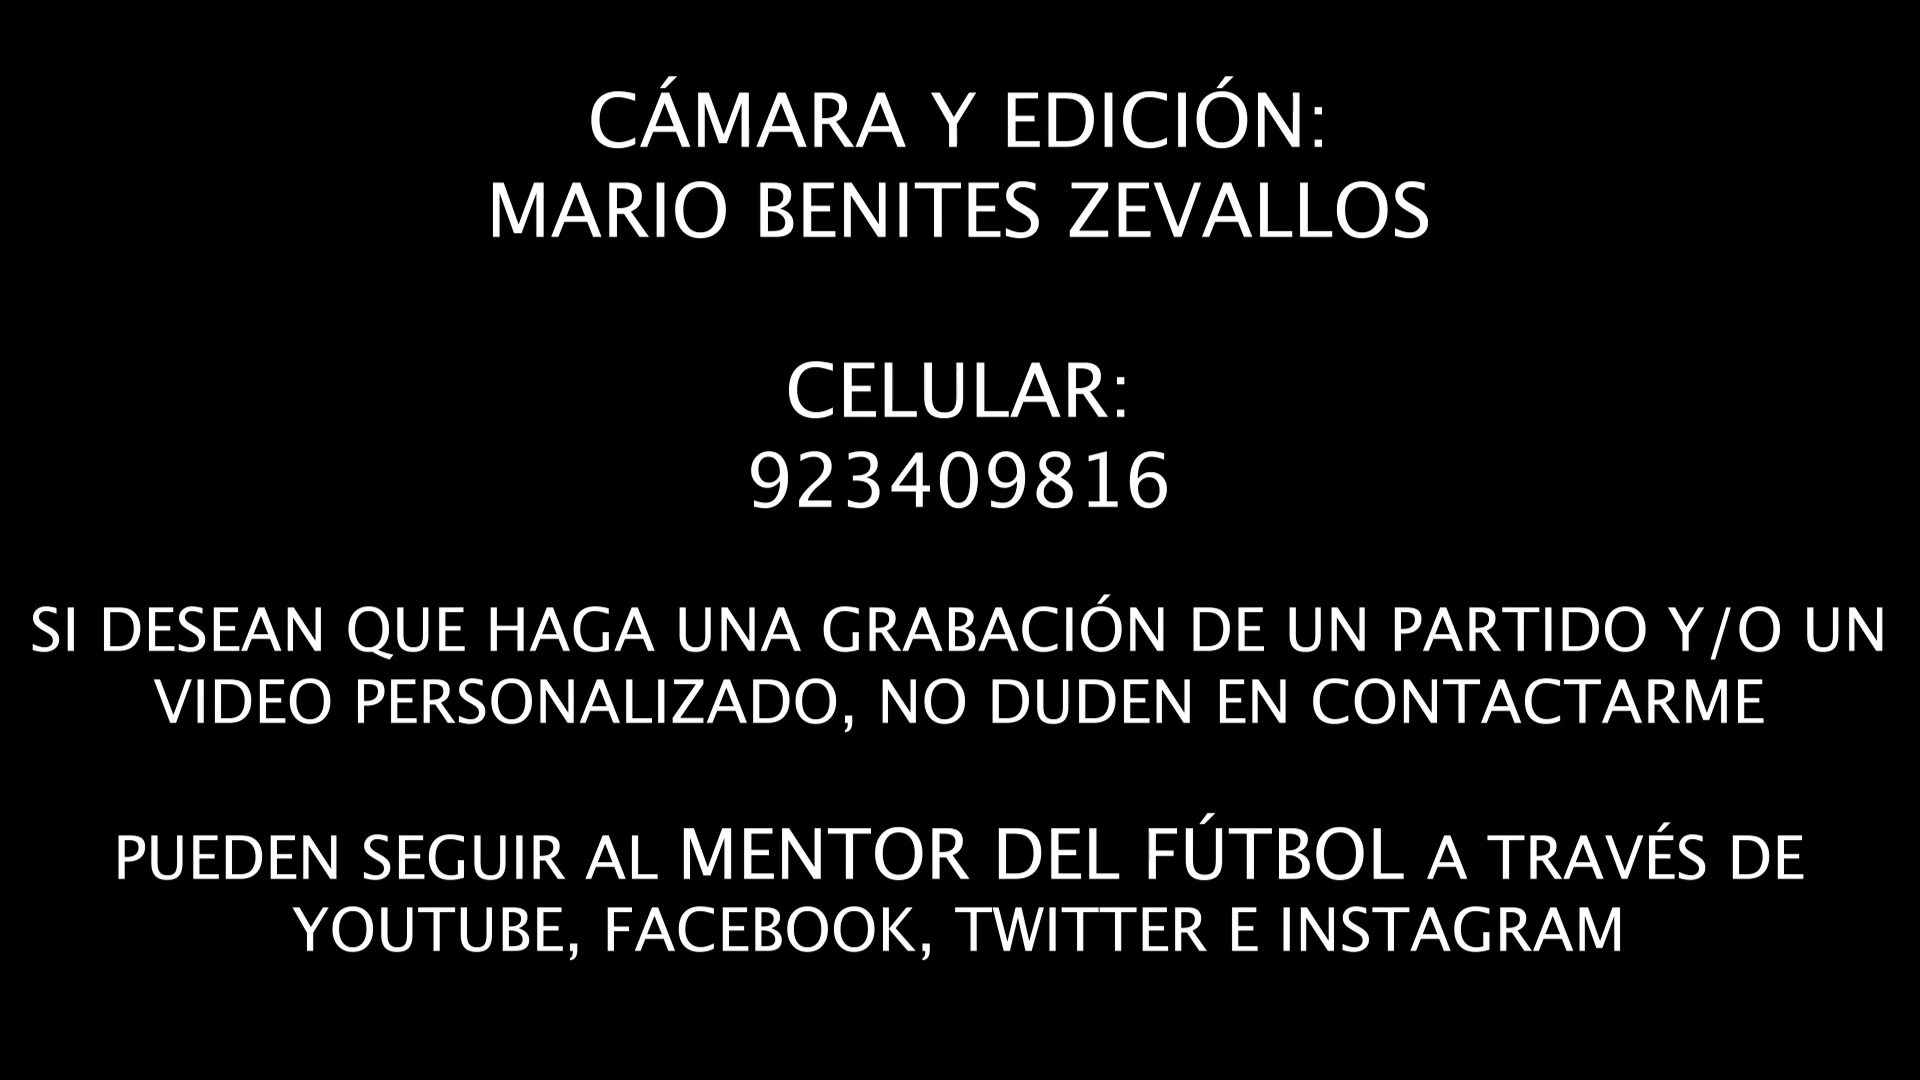 CÁMARA Y EDICIÓN:
MARIO BENITES ZEVALLOS
CELULAR:
923409816
SI DESEAN QUE HAGA UNA GRABACIÓN DE UN PARTIDO Y/O UN
VIDEO PERSONALIZADO, NO DUDEN EN CONTACTARME
PUEDEN SEGUIR AL MENTOR DEL FÚTBOL A TRAVÉS DE
YOUTUBE, FACEBOOK, TWITTER E INSTAGRAM